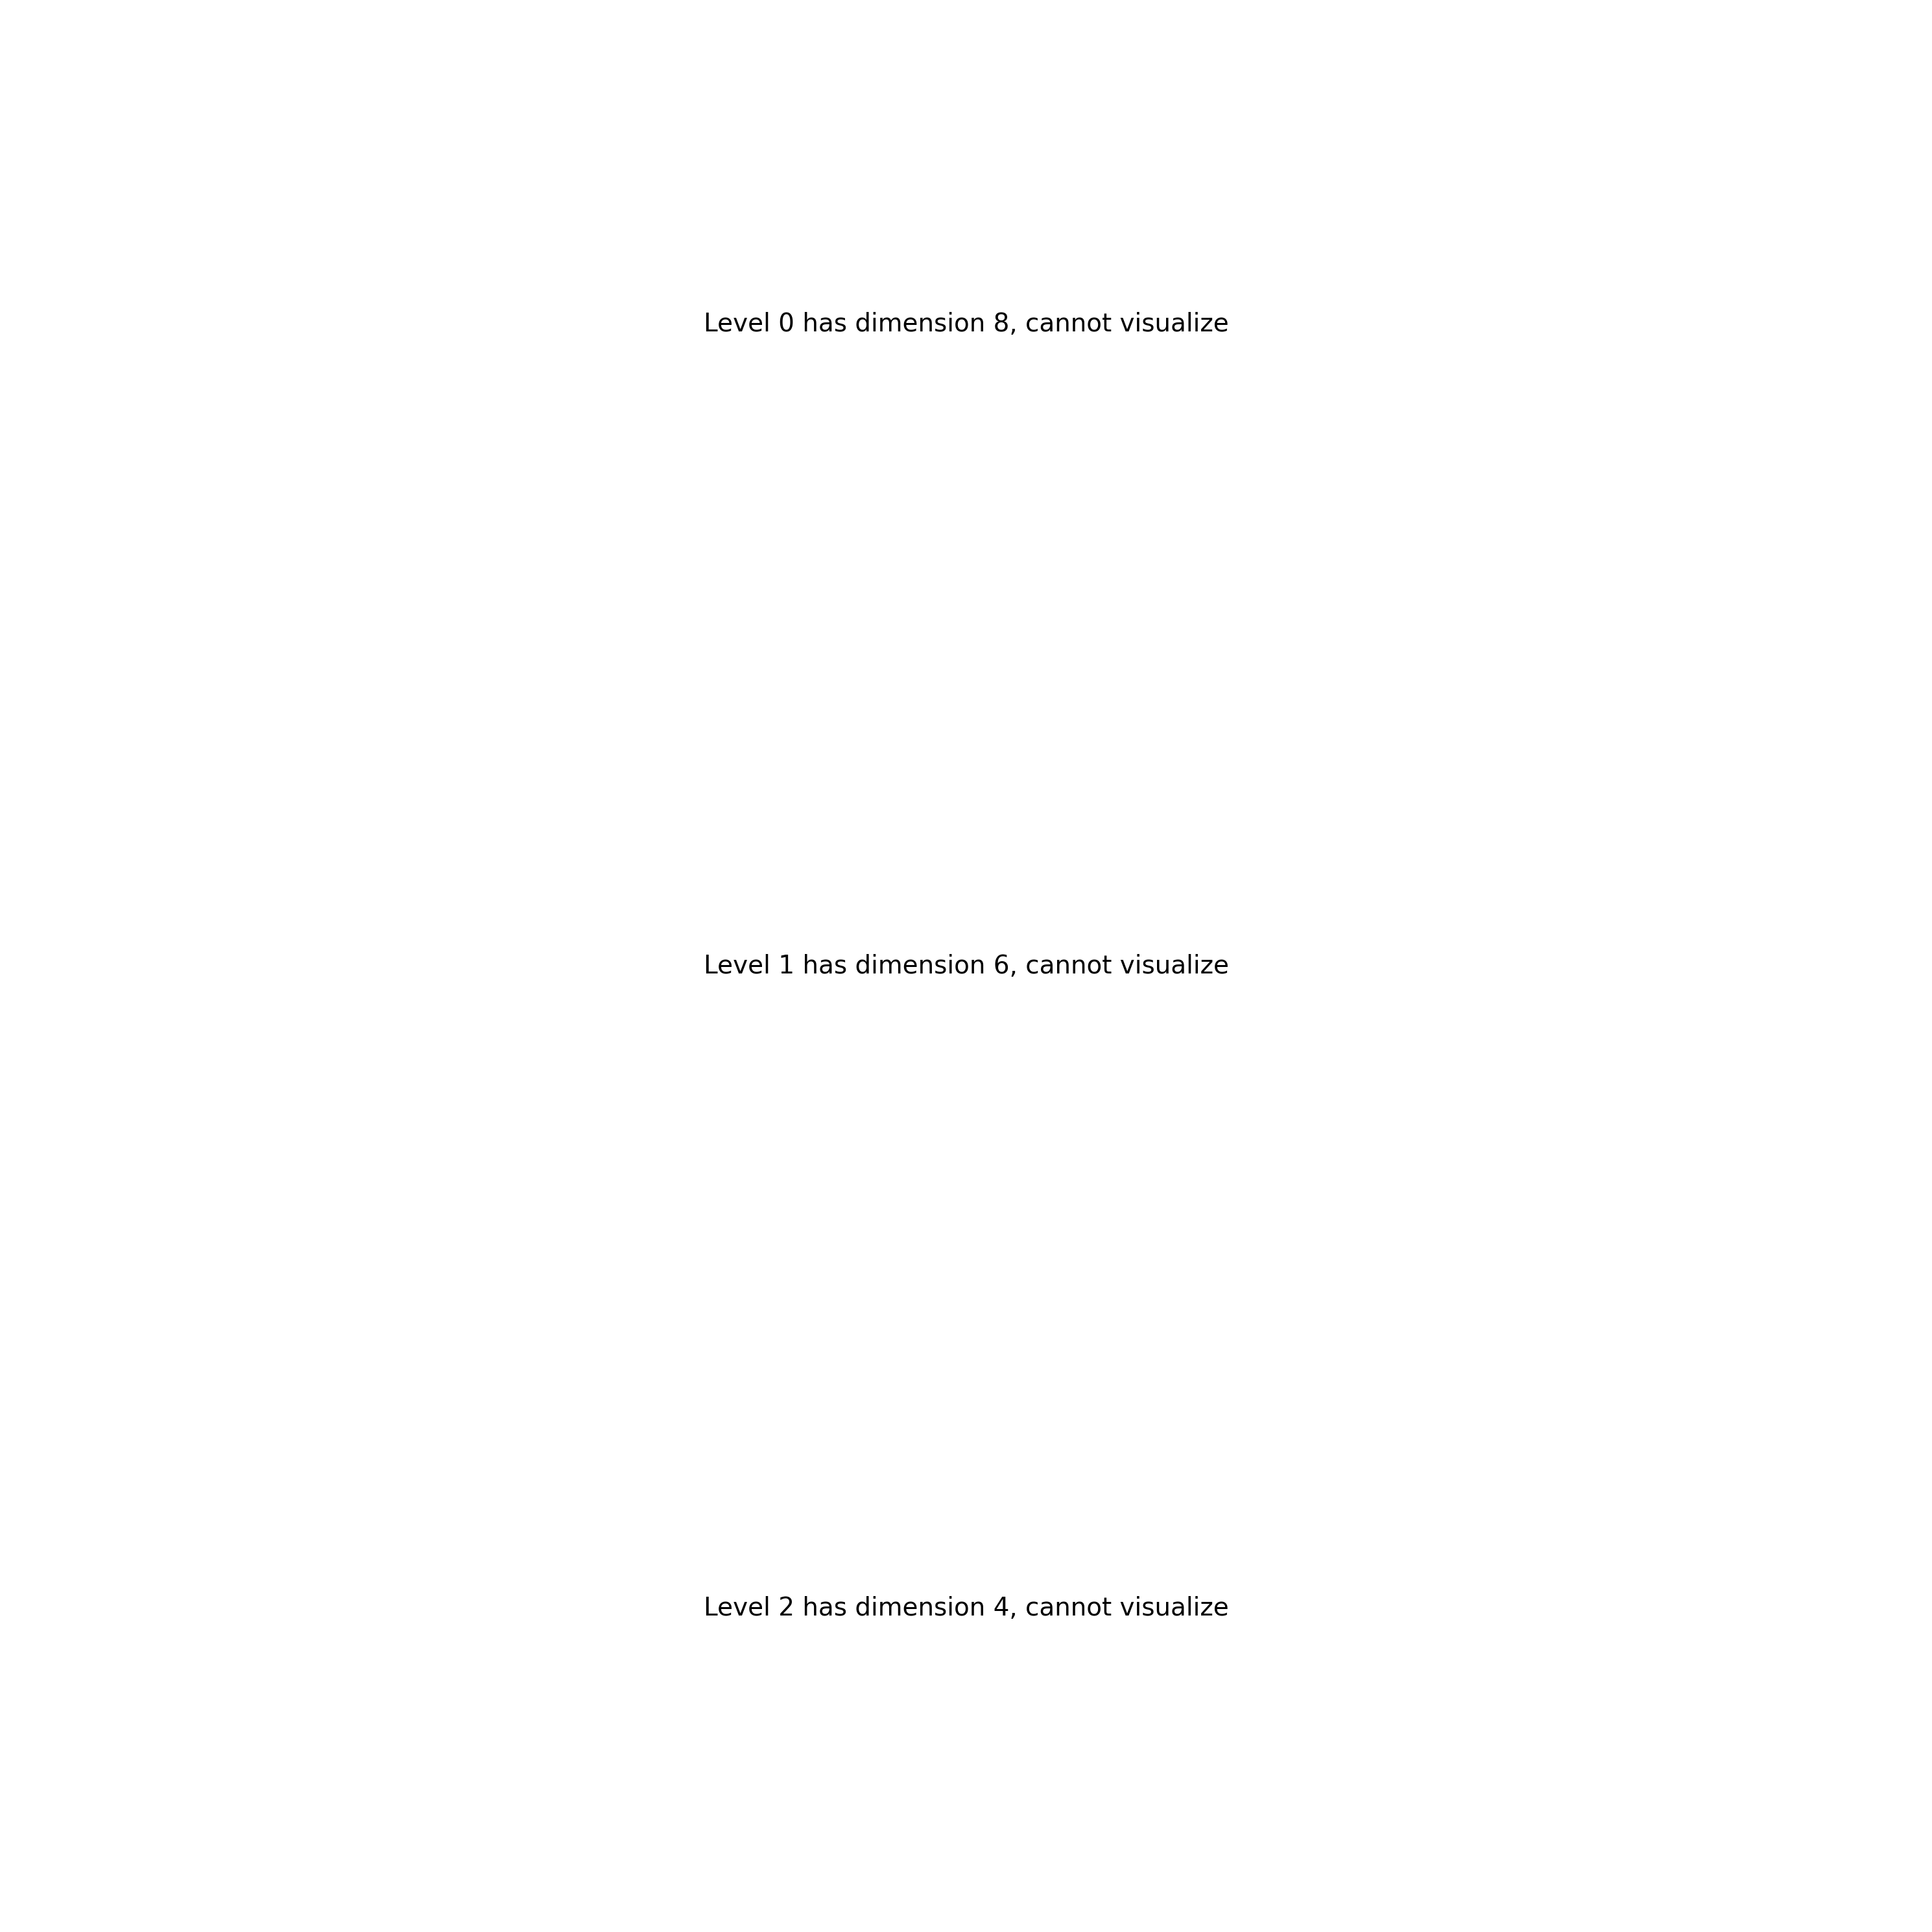 Level 0 has dimension 8, cannot visualize
Level 1 has dimension 6, cannot visualize
Level 2 has dimension 4, cannot visualize